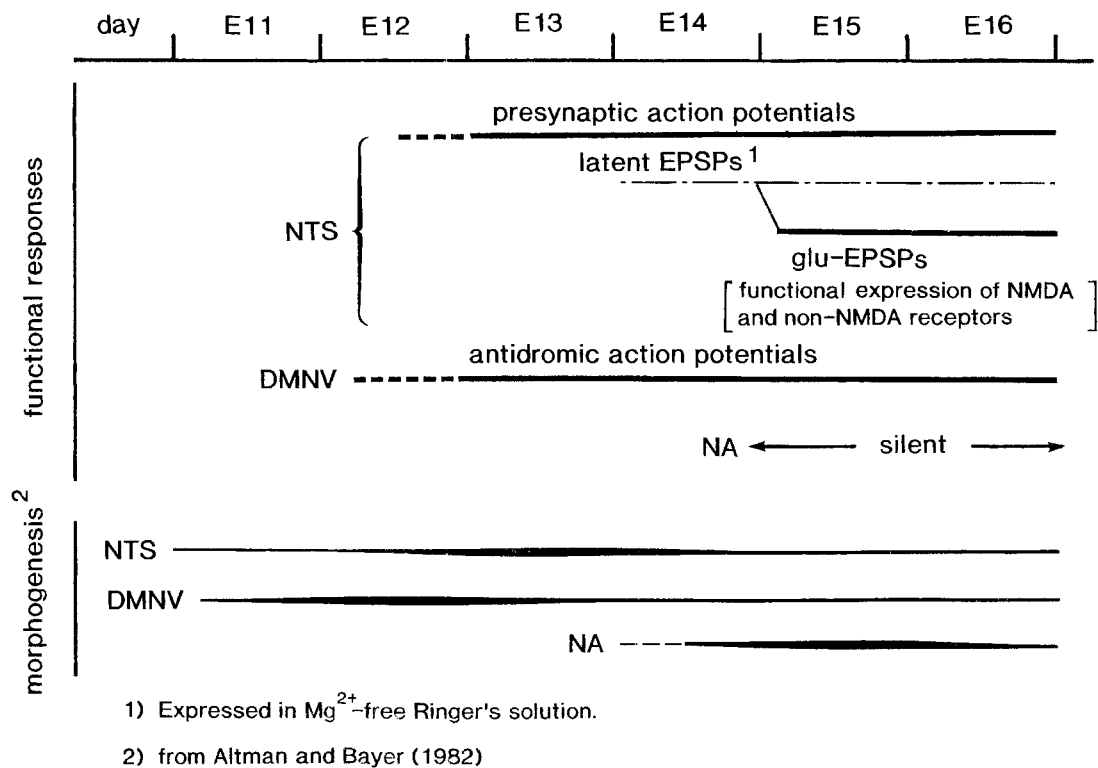 day E11 E12 E13 E14 E15 E16
functional responses
presynaptic action potentials
latent EPSPs 1
NTS
glu-EPSPs
functional expression of NMDA
and non-NMDA receptors
antidromic action potentials
DMNV
NA silent
morphogenesis 2
NTS
DMNV
NA
1) Expressed in Mg2+-free Ringer's solution.
2) from Altman and Bayer (1982)